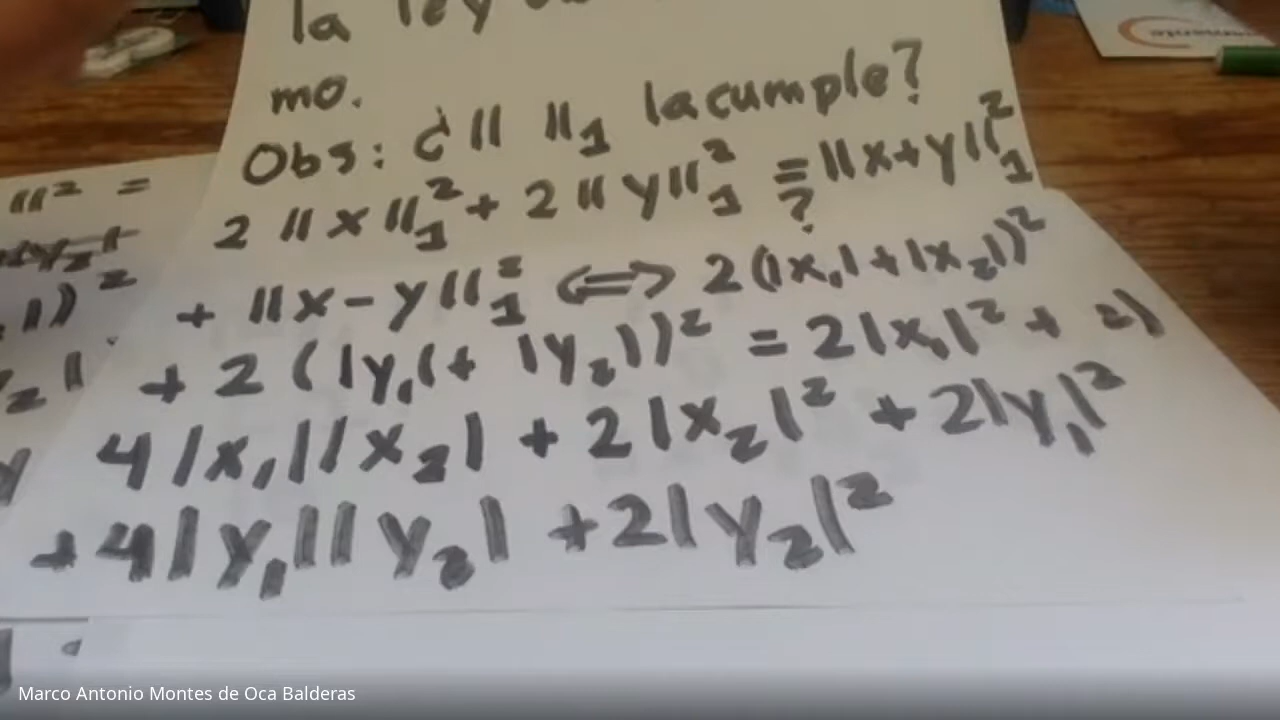 la ley
mo.
Obs: ¿|| ||₁ la cumple?
2||x||₁² + 2||y||₁² =? ||x+y||₁²
+ ||x-y||₁² ⟺ 2(|x₁|+|x₂|)²
+ 2(|y₁|+|y₂|)² = 2|x₁|² +
4|x₁||x₂| + 2|x₂|² + 2|y₁|²
+4|y₁||y₂| +2|y₂|²
||² =
Marco Antonio Montes de Oca Balderas